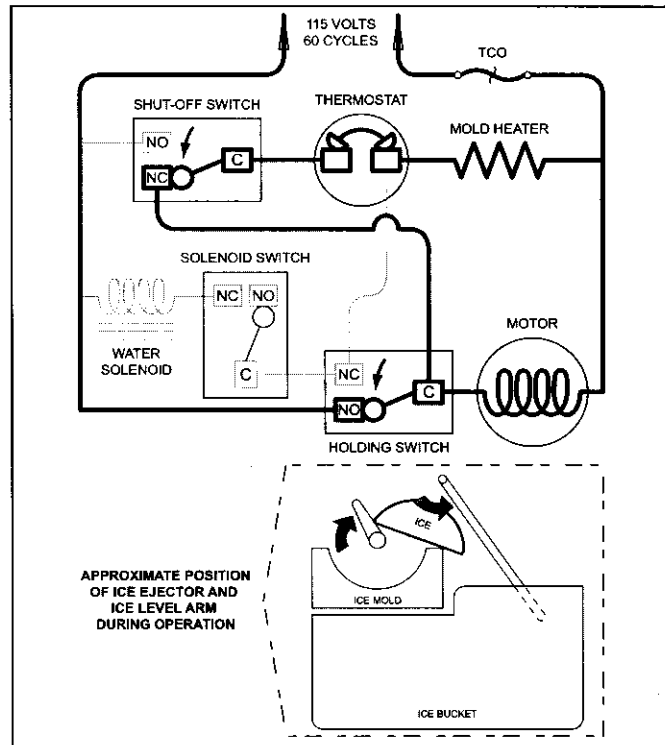 115 VOLTS
60 CYCLES
TCO
SHUT-OFF SWITCH
THERMOSTAT
MOLD HEATER
NO
C
NC
SOLENOID SWITCH
NC
NO
WATER
SOLENOID
C
MOTOR
NC
C
NO
HOLDING SWITCH
ICE
ICE MOLD
APPROXIMATE POSITION
OF ICE EJECTOR AND
ICE LEVEL ARM
DURING OPERATION
ICE BUCKET